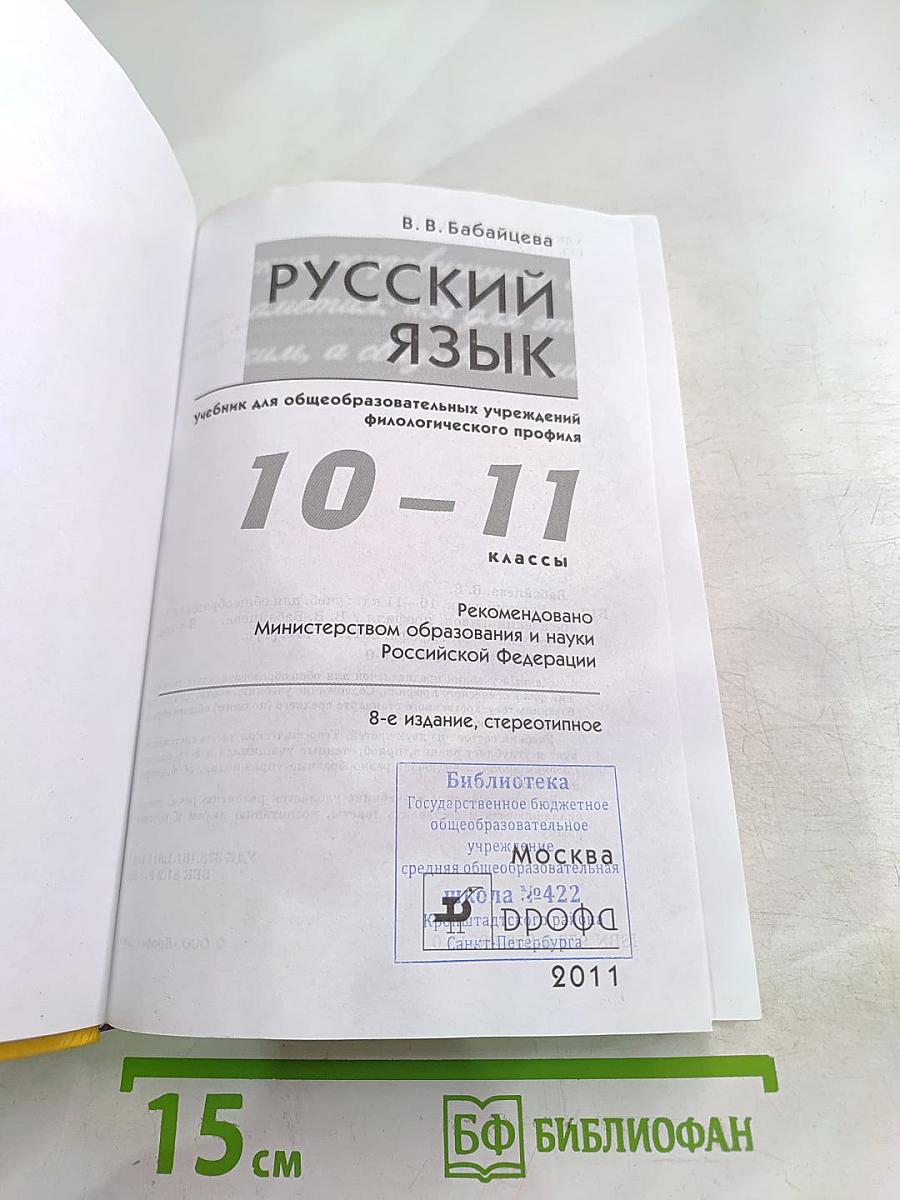 В. В. Бабайцева
РУССКИЙ
ЯЗЫК
Учебник для общеобразовательных учреждений
филологического профиля
10 – 11
классы
Рекомендовано
Министерством образования и науки
Российской Федерации
8-е издание, стереотипное
Библиотека
Государственное бюджетное
общеобразовательное
учреждение
средняя общеобразовательная
школа №422
Кронштадтского района
Санкт-Петербурга
Москва
ДРОФА
2011
15 см
БФ БИБЛИОФАН